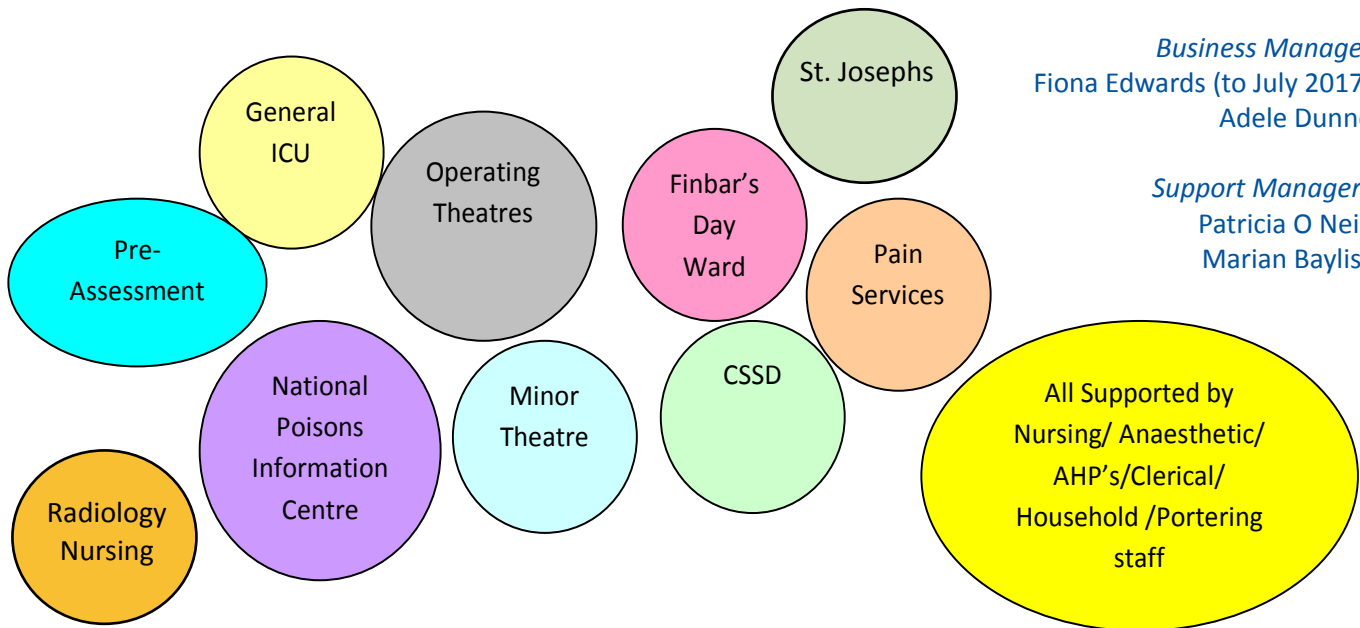 St. Josephs
General
ICU
Operating
Theatres
Finbar's
Day
Ward
Pre-
Assessment
Pain
Services
National
Poisons
Information
Centre
Minor
Theatre
CSSD
Radiology
Nursing
All Supported by
Nursing/ Anaesthetic/
AHP's/Clerical/
Household /Portering
staff
Business Manage
Fiona Edwards (to July 2017
Adele Dunn
Support Manager
Patricia O Nei
Marian Baylis